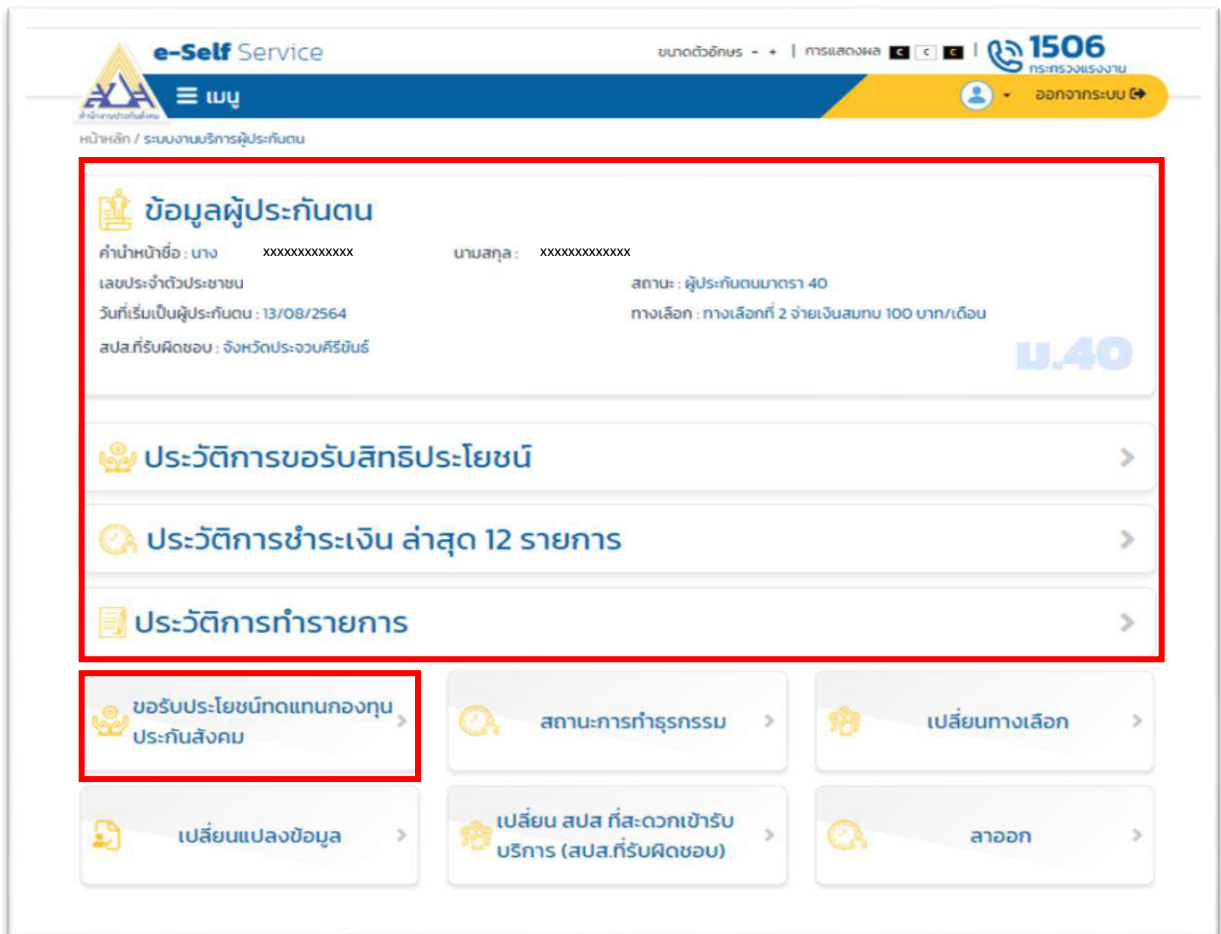 e-Self Service
ขนาดตัวอักษร - + | การแสดงผล C C C | 1506
กระทรวงแรงงาน
เมนู
ออกจากระบบ
สำนักงานประกันสังคม
หน้าหลัก / ระบบงานบริการผู้ประกันตน
ข้อมูลผู้ประกันตน
คำนำหน้าชื่อ : นาง xxxxxxxxxxxxx นามสกุล : xxxxxxxxxxxxx
เลขประจำตัวประชาชน สถานะ : ผู้ประกันตนมาตรา 40
วันที่เริ่มเป็นผู้ประกันตน : 13/08/2564 ทางเลือก : ทางเลือกที่ 2 จ่ายเงินสมทบ 100 บาท/เดือน
สปส.ที่รับผิดชอบ : จังหวัดประจวบคีรีขันธ์
ม.40
ประวัติการขอรับสิทธิประโยชน์
ประวัติการชำระเงิน ล่าสุด 12 รายการ
ประวัติการทำรายการ
ขอรับประโยชน์ทดแทนกองทุน
ประกันสังคม
สถานะการทำธุรกรรม
เปลี่ยนทางเลือก
เปลี่ยนแปลงข้อมูล
เปลี่ยน สปส ที่สะดวกเข้ารับ
บริการ (สปส.ที่รับผิดชอบ)
ลาออก